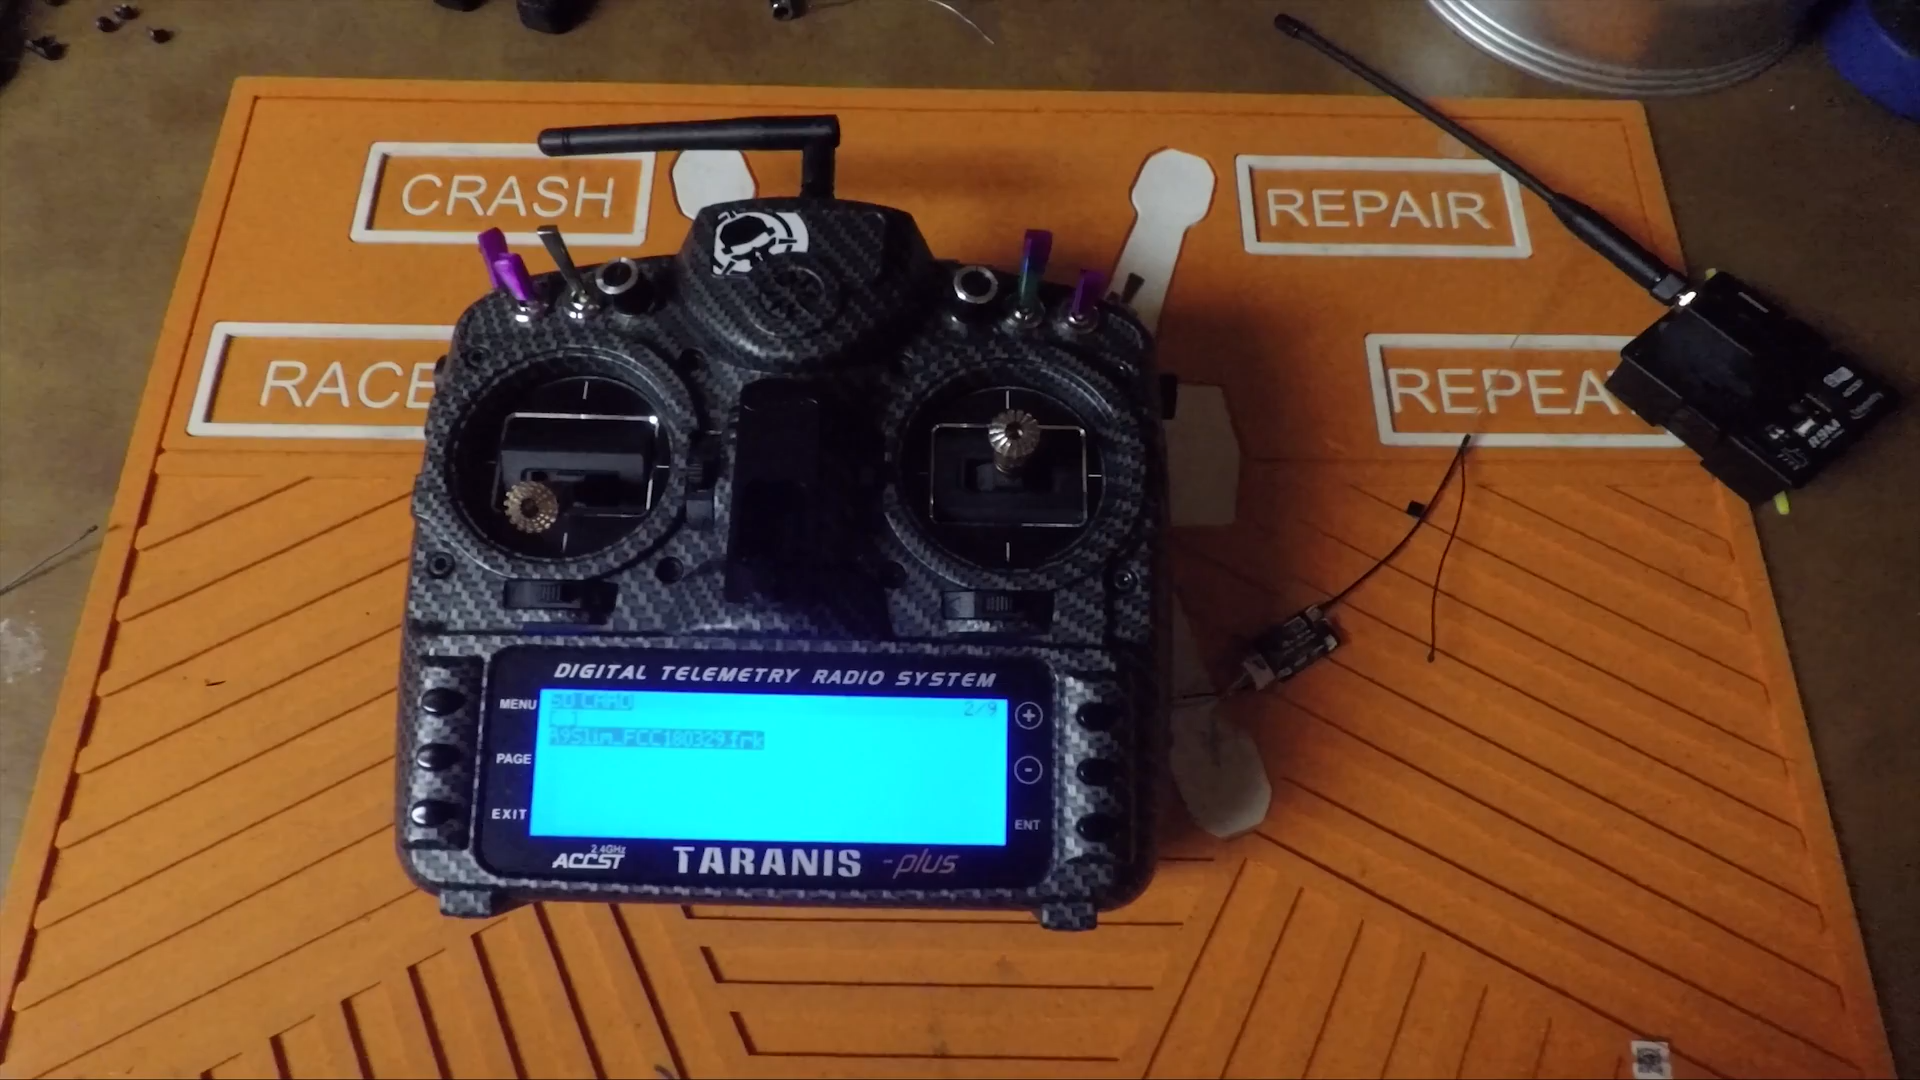 CRASH
REPAIR
RACE
REPEAT
R9M
DIGITAL TELEMETRY RADIO SYSTEM
MENU
SD CARD
2/9
[..]
R9Slim_FCC180329.frk
PAGE
EXIT
+
-
ENT
2.4GHz
ACCST
TARANIS -plus